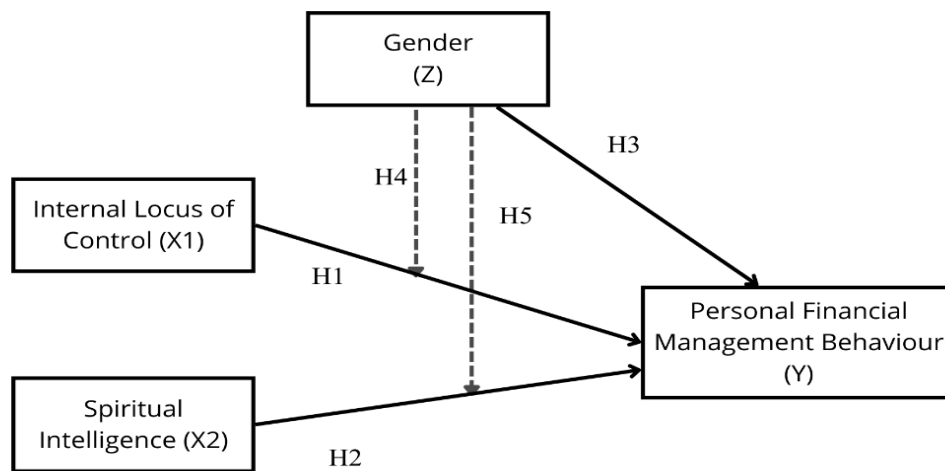 Gender
(Z)
H3
H4
Internal Locus of
Control (X1)
H5
H1
Personal Financial
Management Behaviour
(Y)
Spiritual
Intelligence (X2)
H2